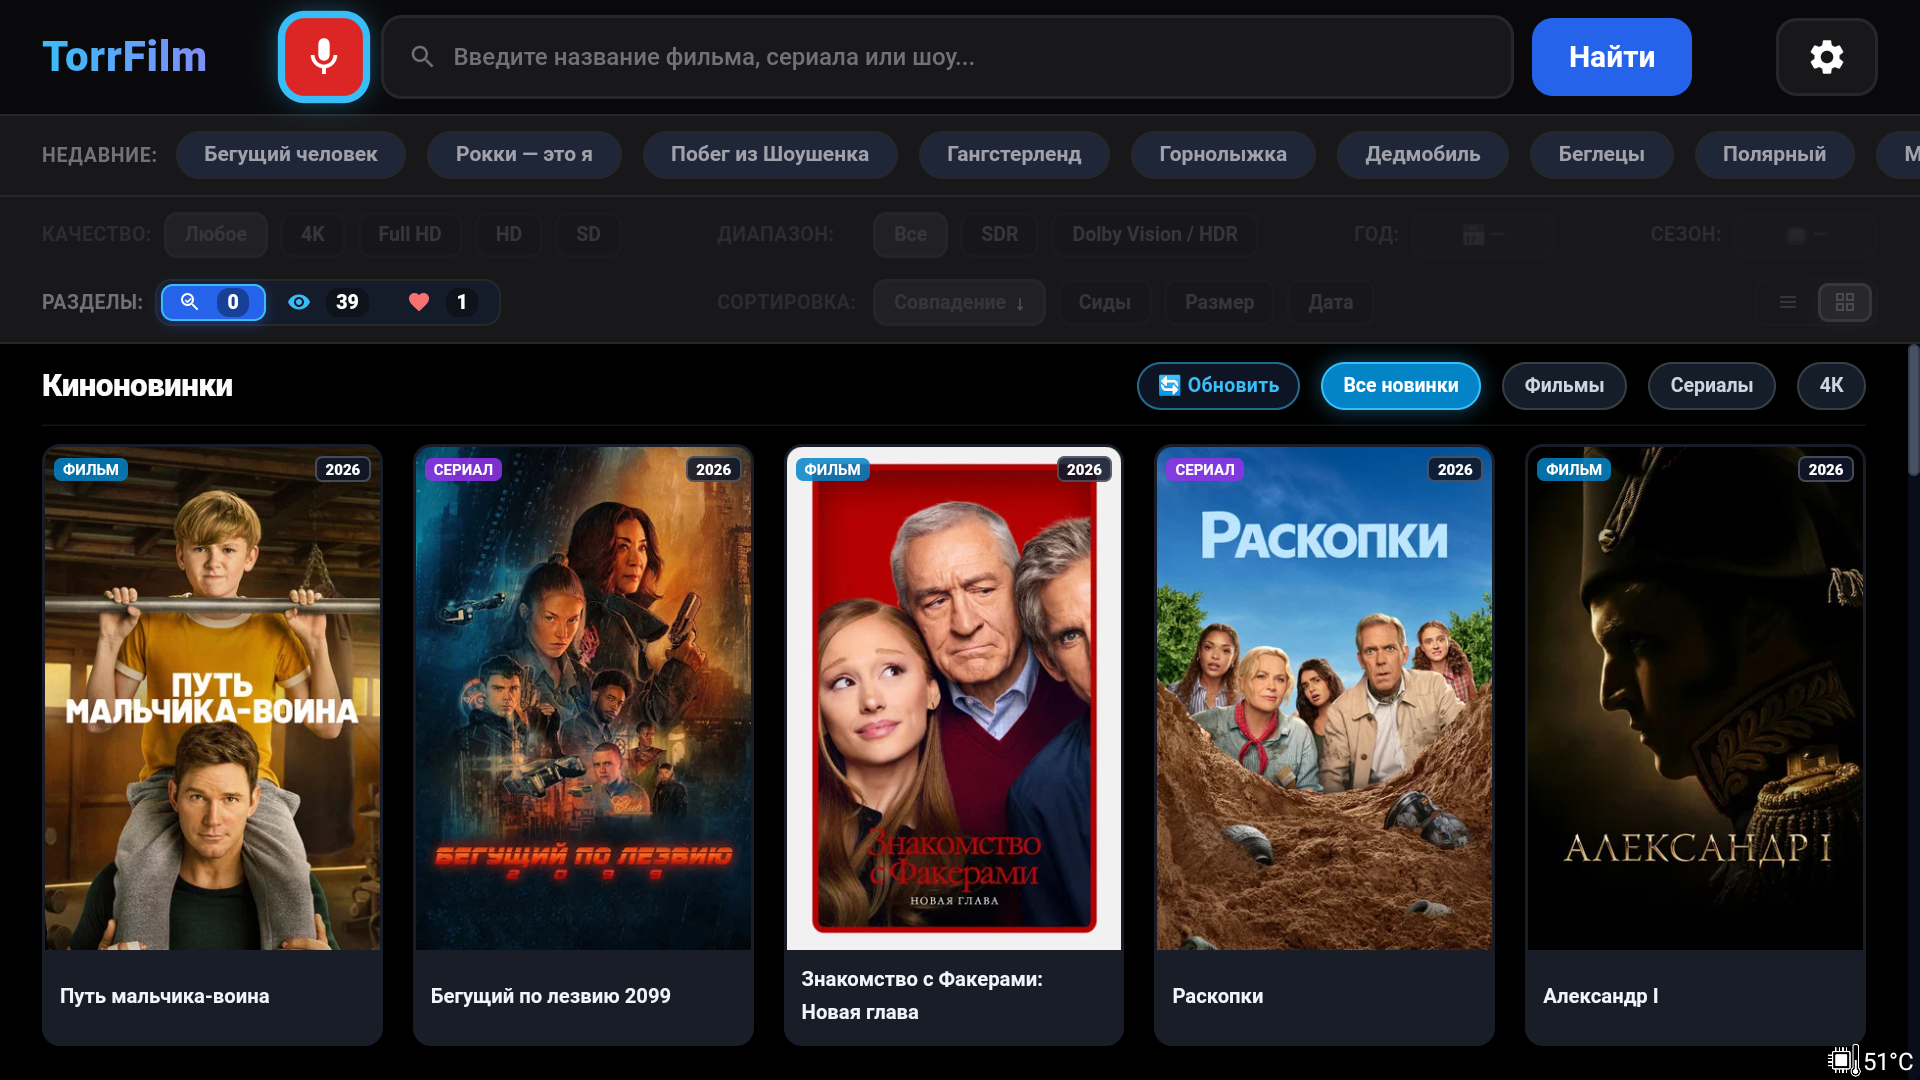 TorrFilm
Введите название фильма, сериала или шоу...
Найти
НЕДАВНИЕ:
Бегущий человек
Рокки — это я
Побег из Шоушенка
Гангстерленд
Горнолыжка
Дедмобиль
Беглецы
Полярный
М
КАЧЕСТВО:
Любое
4K
Full HD
HD
SD
ДИАПАЗОН:
Все
SDR
Dolby Vision / HDR
ГОД:
—
СЕЗОН:
—
РАЗДЕЛЫ:
0
39
1
СОРТИРОВКА:
Совпадение ↓
Сиды
Размер
Дата
Киноновинки
Обновить
Все новинки
Фильмы
Сериалы
4K
ФИЛЬМ
2026
ПУТЬ
МАЛЬЧИКА-ВОИНА
Путь мальчика-воина
СЕРИАЛ
2026
БЕГУЩИЙ ПО ЛЕЗВИЮ
2099
Бегущий по лезвию 2099
ФИЛЬМ
2026
Знакомство
с Факерами
НОВАЯ ГЛАВА
Знакомство с Факерами:
Новая глава
СЕРИАЛ
2026
РАСКОПКИ
Раскопки
ФИЛЬМ
2026
АЛЕКСАНДР I
Александр I
51°C